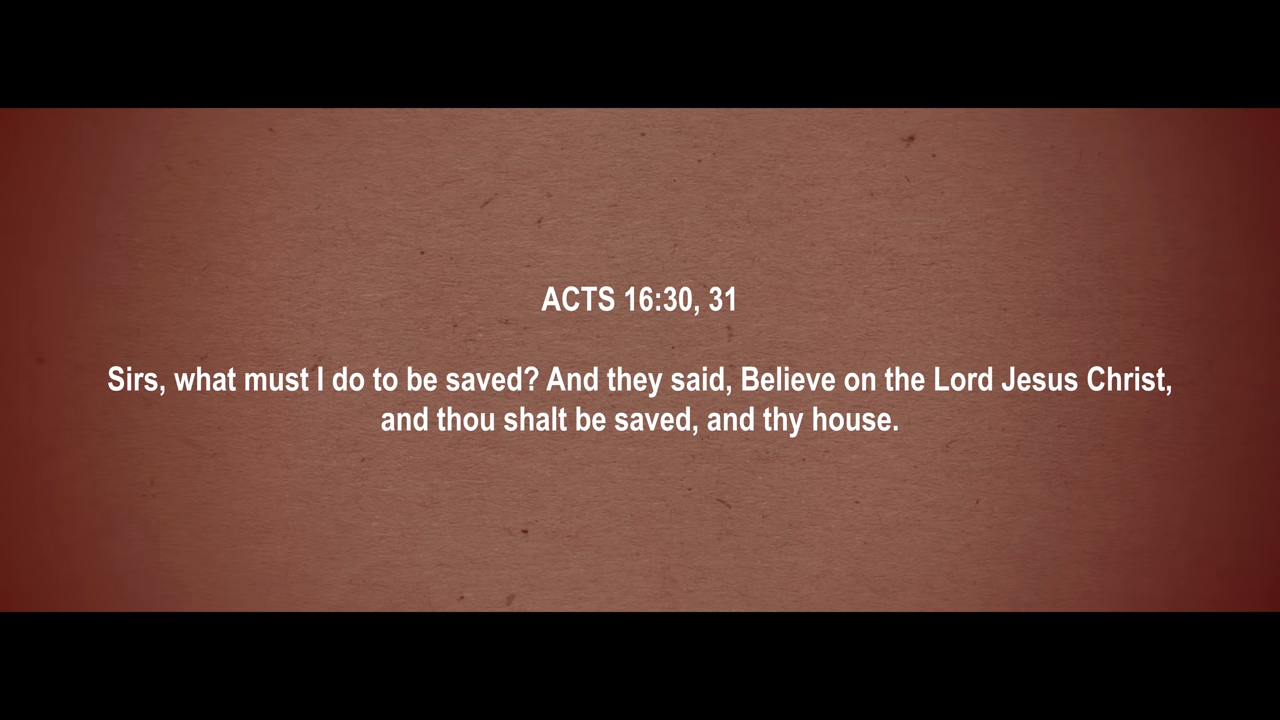 ACTS 16:30, 31
Sirs, what must I do to be saved? And they said, Believe on the Lord Jesus Christ,
and thou shalt be saved, and thy house.